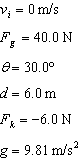 v_i = 0 m/s
F_g = 40.0 N
θ = 30.0°
d = 6.0 m
F_k = −6.0 N
g = 9.81 m/s²